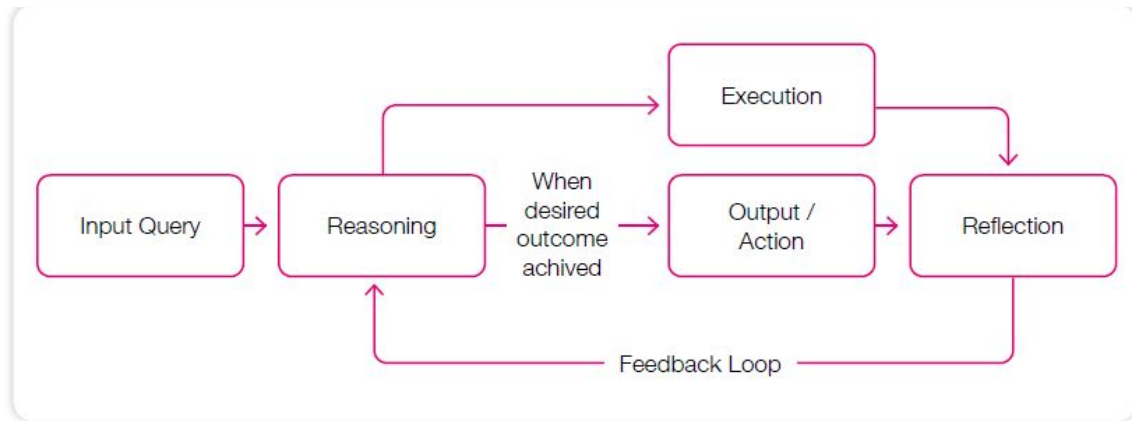 Execution
Input Query
Reasoning
When
desired
outcome
achived
Output /
Action
Reflection
Feedback Loop